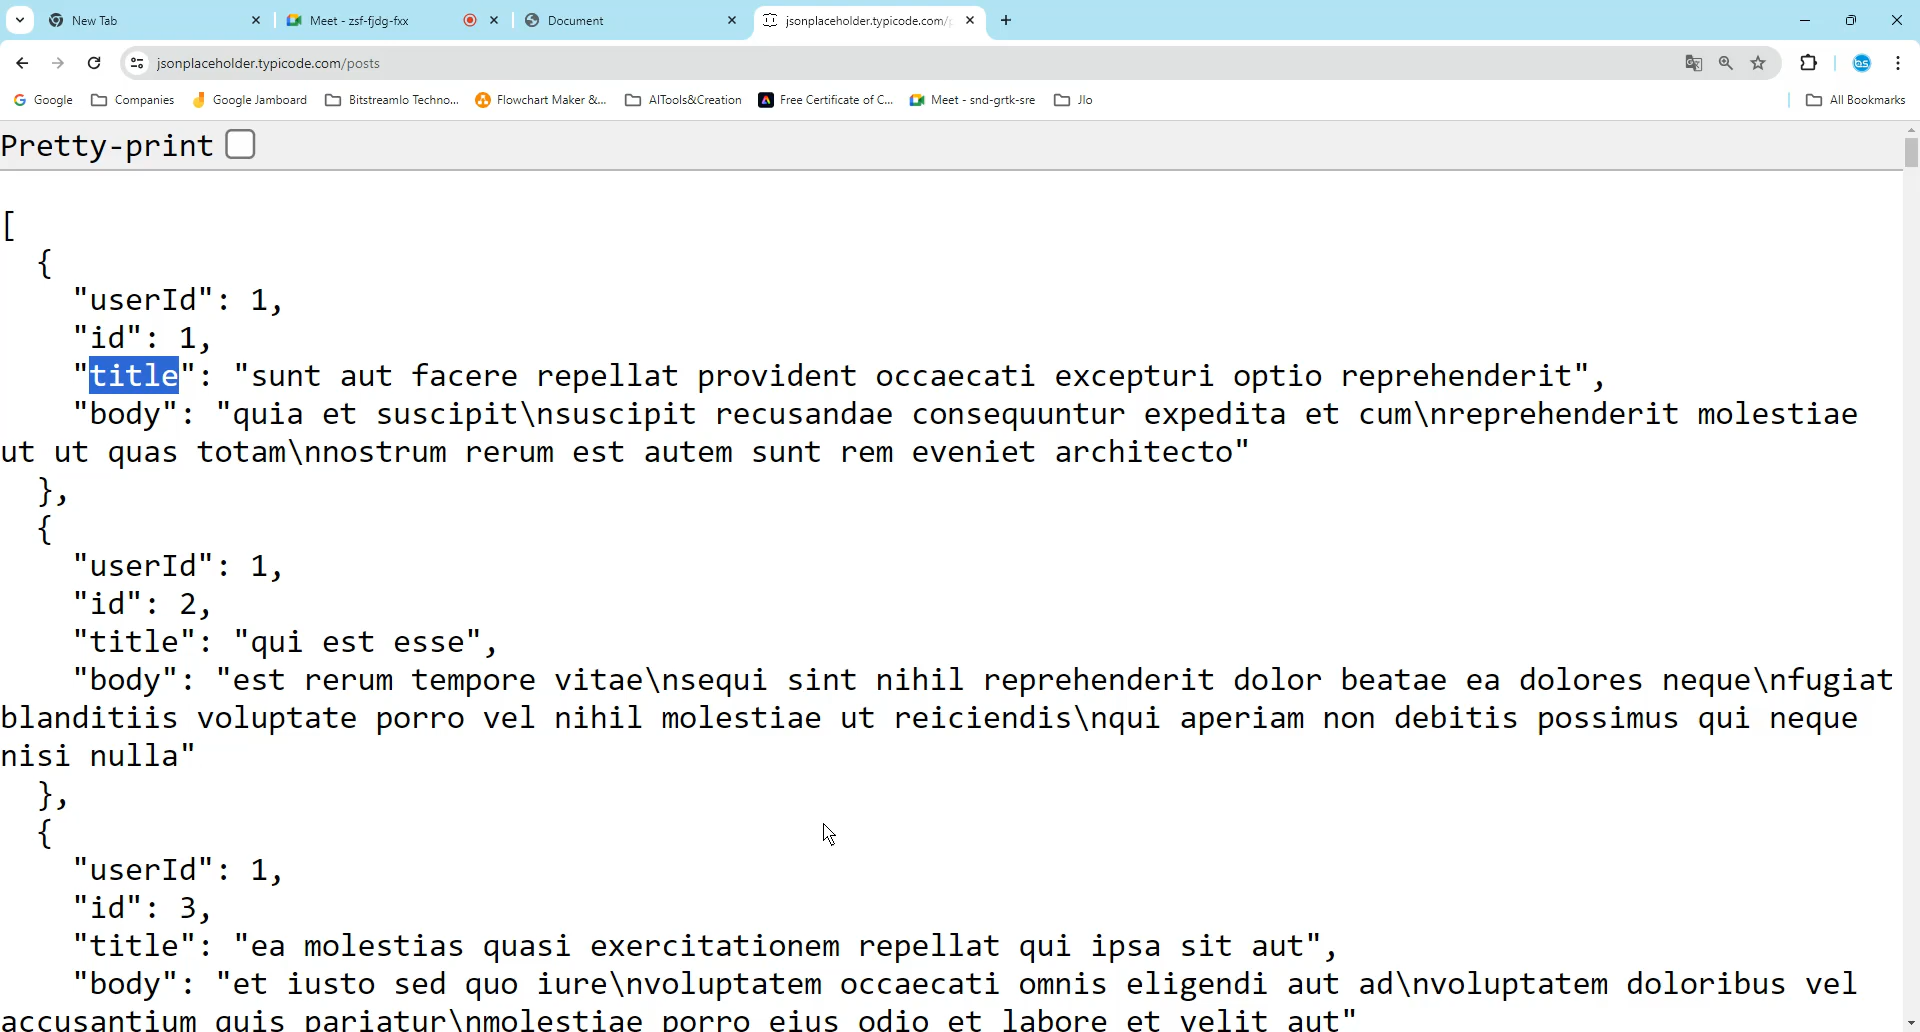 New Tab
Meet - zsf-fjdg-fxx
Document
jsonplaceholder.typicode.com/
jsonplaceholder.typicode.com/posts
Google
Companies
Google Jamboard
Bitstreamlo Techno...
Flowchart Maker &...
AITools&Creation
Free Certificate of C...
Meet - snd-grtk-sre
Jlo
All Bookmarks
Pretty-print
[
  {
    "userId": 1,
    "id": 1,
    "title": "sunt aut facere repellat provident occaecati excepturi optio reprehenderit",
    "body": "quia et suscipit\nsuscipit recusandae consequuntur expedita et cum\nreprehenderit molestiae
ut ut quas totam\nnostrum rerum est autem sunt rem eveniet architecto"
  },
  {
    "userId": 1,
    "id": 2,
    "title": "qui est esse",
    "body": "est rerum tempore vitae\nsequi sint nihil reprehenderit dolor beatae ea dolores neque\nfugiat
blanditiis voluptate porro vel nihil molestiae ut reiciendis\nqui aperiam non debitis possimus qui neque
nisi nulla"
  },
  {
    "userId": 1,
    "id": 3,
    "title": "ea molestias quasi exercitationem repellat qui ipsa sit aut",
    "body": "et iusto sed quo iure\nvoluptatem occaecati omnis eligendi aut ad\nvoluptatem doloribus vel
accusantium quis pariatur\nmolestiae porro eius odio et labore et velit aut"